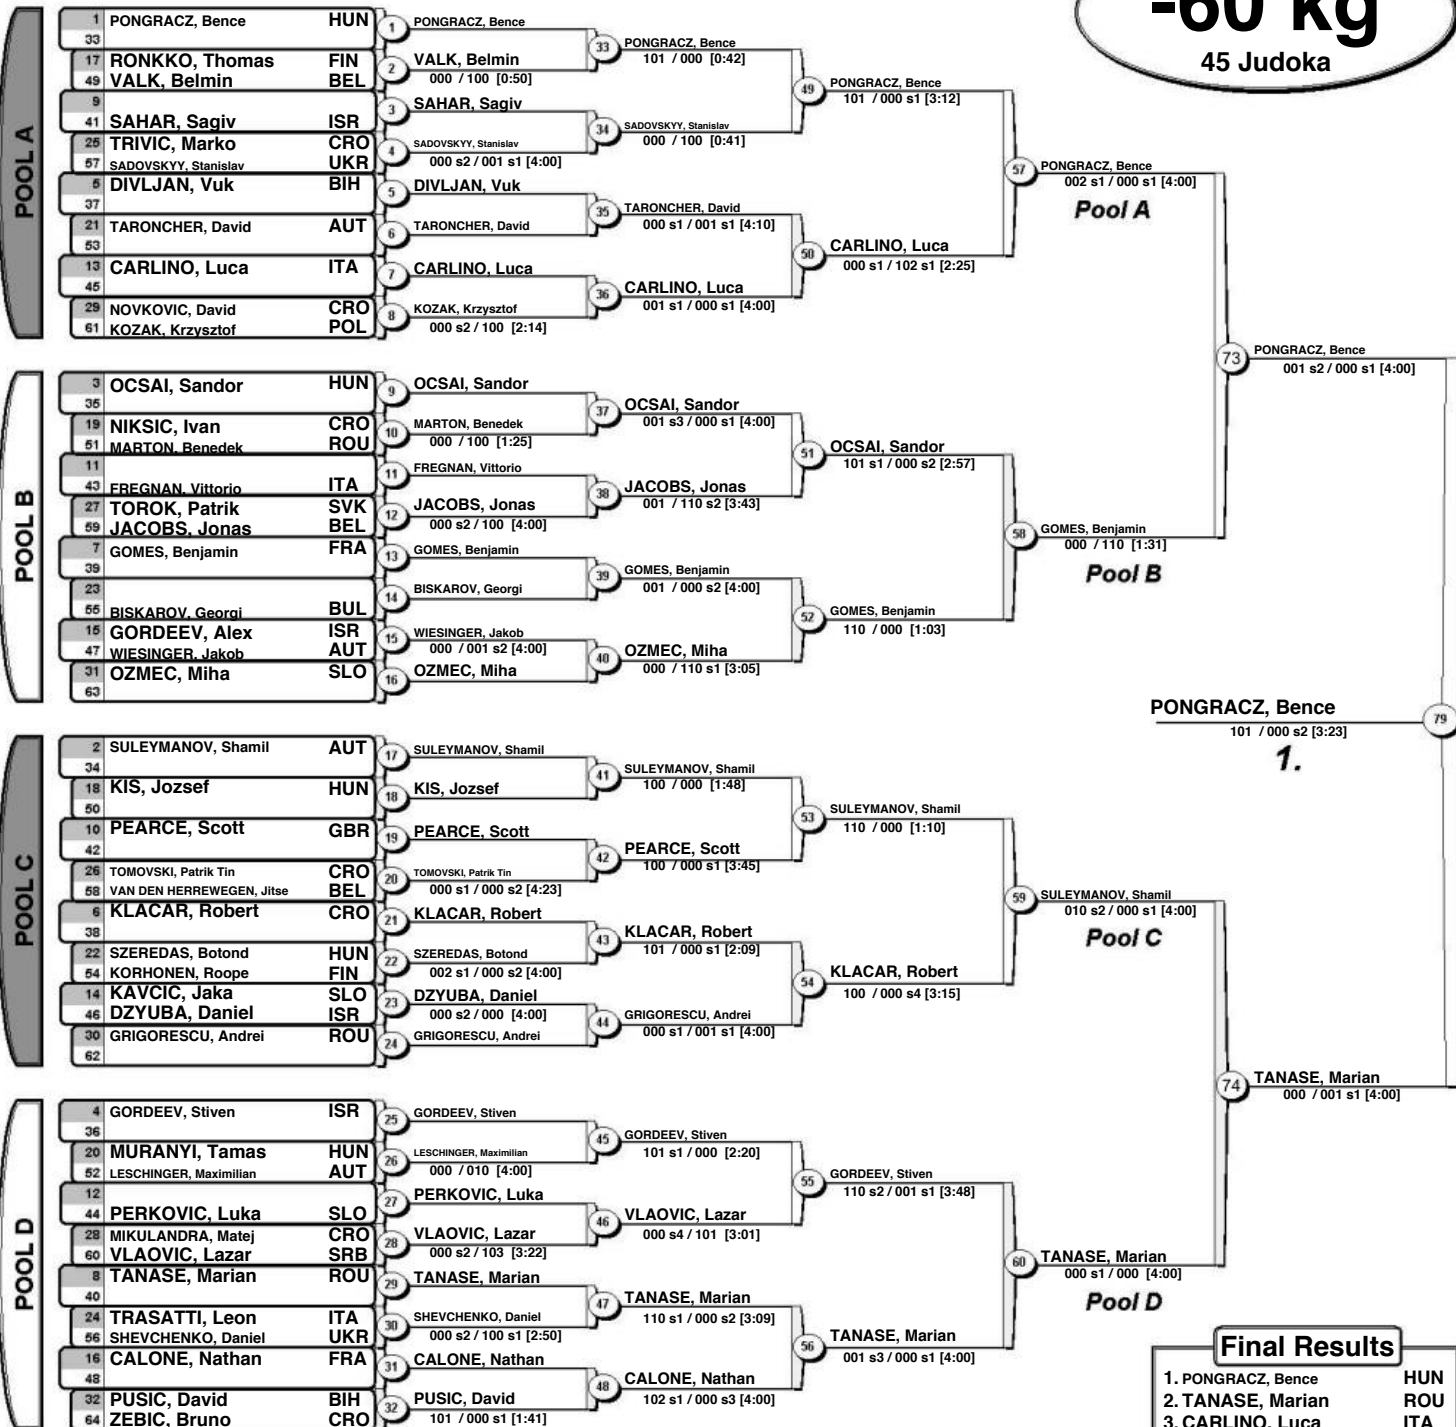 -60 kg
45 Judoka
POOL A
1 PONGRACZ, Bence HUN
33
17 RONKKO, Thomas FIN
49 VALK, Belmin BEL
9
41 SAHAR, Sagiv ISR
25 TRIVIC, Marko CRO
57 SADOVSKYY, Stanislav UKR
5 DIVLJAN, Vuk BIH
37
21 TARONCHER, David AUT
53
13 CARLINO, Luca ITA
45
29 NOVKOVIC, David CRO
61 KOZAK, Krzysztof POL
1 PONGRACZ, Bence
2 VALK, Belmin
000 / 100 [0:50]
3 SAHAR, Sagiv
4 SADOVSKYY, Stanislav
000 s2 / 001 s1 [4:00]
5 DIVLJAN, Vuk
6 TARONCHER, David
7 CARLINO, Luca
8 KOZAK, Krzysztof
000 s2 / 100 [2:14]
33 PONGRACZ, Bence
101 / 000 [0:42]
34 SADOVSKYY, Stanislav
000 / 100 [0:41]
35 TARONCHER, David
000 s1 / 001 s1 [4:10]
36 CARLINO, Luca
001 s1 / 000 s1 [4:00]
49 PONGRACZ, Bence
101 / 000 s1 [3:12]
50 CARLINO, Luca
000 s1 / 102 s1 [2:25]
57 PONGRACZ, Bence
002 s1 / 000 s1 [4:00]
Pool A
POOL B
3 OCSAI, Sandor HUN
35
19 NIKSIC, Ivan CRO
51 MARTON, Benedek ROU
11
43 FREGNAN, Vittorio ITA
27 TOROK, Patrik SVK
59 JACOBS, Jonas BEL
7 GOMES, Benjamin FRA
39
23
55 BISKAROV, Georgi BUL
15 GORDEEV, Alex ISR
47 WIESINGER, Jakob AUT
31 OZMEC, Miha SLO
63
9 OCSAI, Sandor
10 MARTON, Benedek
000 / 100 [1:25]
11 FREGNAN, Vittorio
12 JACOBS, Jonas
000 s2 / 100 [4:00]
13 GOMES, Benjamin
14 BISKAROV, Georgi
15 WIESINGER, Jakob
000 / 001 s2 [4:00]
16 OZMEC, Miha
37 OCSAI, Sandor
001 s3 / 000 s1 [4:00]
38 JACOBS, Jonas
001 / 110 s2 [3:43]
39 GOMES, Benjamin
001 / 000 s2 [4:00]
40 OZMEC, Miha
000 / 110 s1 [3:05]
51 OCSAI, Sandor
101 s1 / 000 s2 [2:57]
52 GOMES, Benjamin
110 / 000 [1:03]
58 GOMES, Benjamin
000 / 110 [1:31]
Pool B
73 PONGRACZ, Bence
001 s2 / 000 s1 [4:00]
PONGRACZ, Bence 79
101 / 000 s2 [3:23]
1.
POOL C
2 SULEYMANOV, Shamil AUT
34
18 KIS, Jozsef HUN
50
10 PEARCE, Scott GBR
42
26 TOMOVSKI, Patrik Tin CRO
58 VAN DEN HERREWEGEN, Jitse BEL
6 KLACAR, Robert CRO
38
22 SZEREDAS, Botond HUN
54 KORHONEN, Roope FIN
14 KAVCIC, Jaka SLO
46 DZYUBA, Daniel ISR
30 GRIGORESCU, Andrei ROU
62
17 SULEYMANOV, Shamil
18 KIS, Jozsef
19 PEARCE, Scott
20 TOMOVSKI, Patrik Tin
000 s1 / 000 s2 [4:23]
21 KLACAR, Robert
22 SZEREDAS, Botond
002 s1 / 000 s2 [4:00]
23 DZYUBA, Daniel
000 s2 / 000 [4:00]
24 GRIGORESCU, Andrei
41 SULEYMANOV, Shamil
100 / 000 [1:48]
42 PEARCE, Scott
100 / 000 s1 [3:45]
43 KLACAR, Robert
101 / 000 s1 [2:09]
44 GRIGORESCU, Andrei
000 s1 / 001 s1 [4:00]
53 SULEYMANOV, Shamil
110 / 000 [1:10]
54 KLACAR, Robert
100 / 000 s4 [3:15]
59 SULEYMANOV, Shamil
010 s2 / 000 s1 [4:00]
Pool C
POOL D
4 GORDEEV, Stiven ISR
36
20 MURANYI, Tamas HUN
52 LESCHINGER, Maximilian AUT
12
44 PERKOVIC, Luka SLO
28 MIKULANDRA, Matej CRO
60 VLAOVIC, Lazar SRB
8 TANASE, Marian ROU
40
24 TRASATTI, Leon ITA
56 SHEVCHENKO, Daniel UKR
16 CALONE, Nathan FRA
48
32 PUSIC, David BIH
64 ZEBIC, Bruno CRO
25 GORDEEV, Stiven
26 LESCHINGER, Maximilian
000 / 010 [4:00]
27 PERKOVIC, Luka
28 VLAOVIC, Lazar
000 s2 / 103 [3:22]
29 TANASE, Marian
30 SHEVCHENKO, Daniel
000 s2 / 100 s1 [2:50]
31 CALONE, Nathan
32 PUSIC, David
101 / 000 s1 [1:41]
45 GORDEEV, Stiven
101 s1 / 000 [2:20]
46 VLAOVIC, Lazar
000 s4 / 101 [3:01]
47 TANASE, Marian
110 s1 / 000 s2 [3:09]
48 CALONE, Nathan
102 s1 / 000 s3 [4:00]
55 GORDEEV, Stiven
110 s2 / 001 s1 [3:48]
56 TANASE, Marian
001 s3 / 000 s1 [4:00]
60 TANASE, Marian
000 s1 / 000 [4:00]
Pool D
74 TANASE, Marian
000 / 001 s1 [4:00]
Final Results
1. PONGRACZ, Bence HUN
2. TANASE, Marian ROU
3. CARLINO, Luca ITA